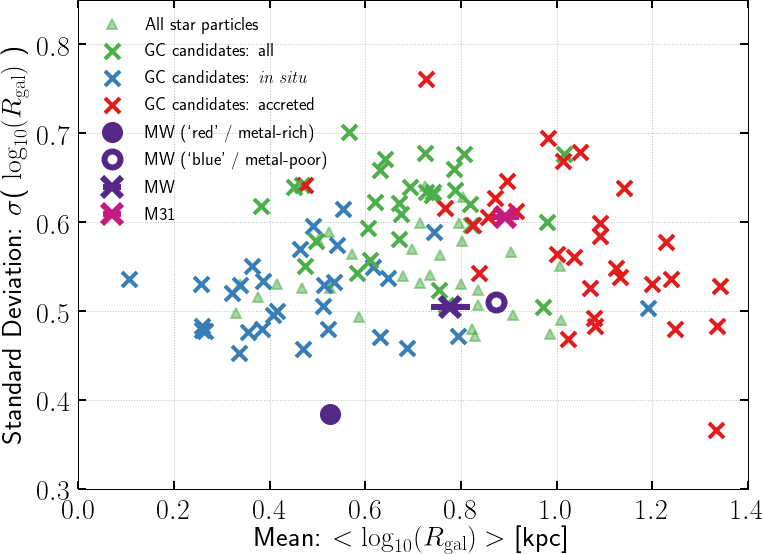 All star particles
GC candidates: all
GC candidates: in situ
GC candidates: accreted
MW (‘red’ / metal-rich)
MW (‘blue’ / metal-poor)
MW
M31
Standard Deviation: σ( log₁₀(R_gal) )
0.8
0.7
0.6
0.5
0.4
0.3
0.0 0.2 0.4 0.6 0.8 1.0 1.2 1.4
Mean: < log₁₀(R_gal) > [kpc]